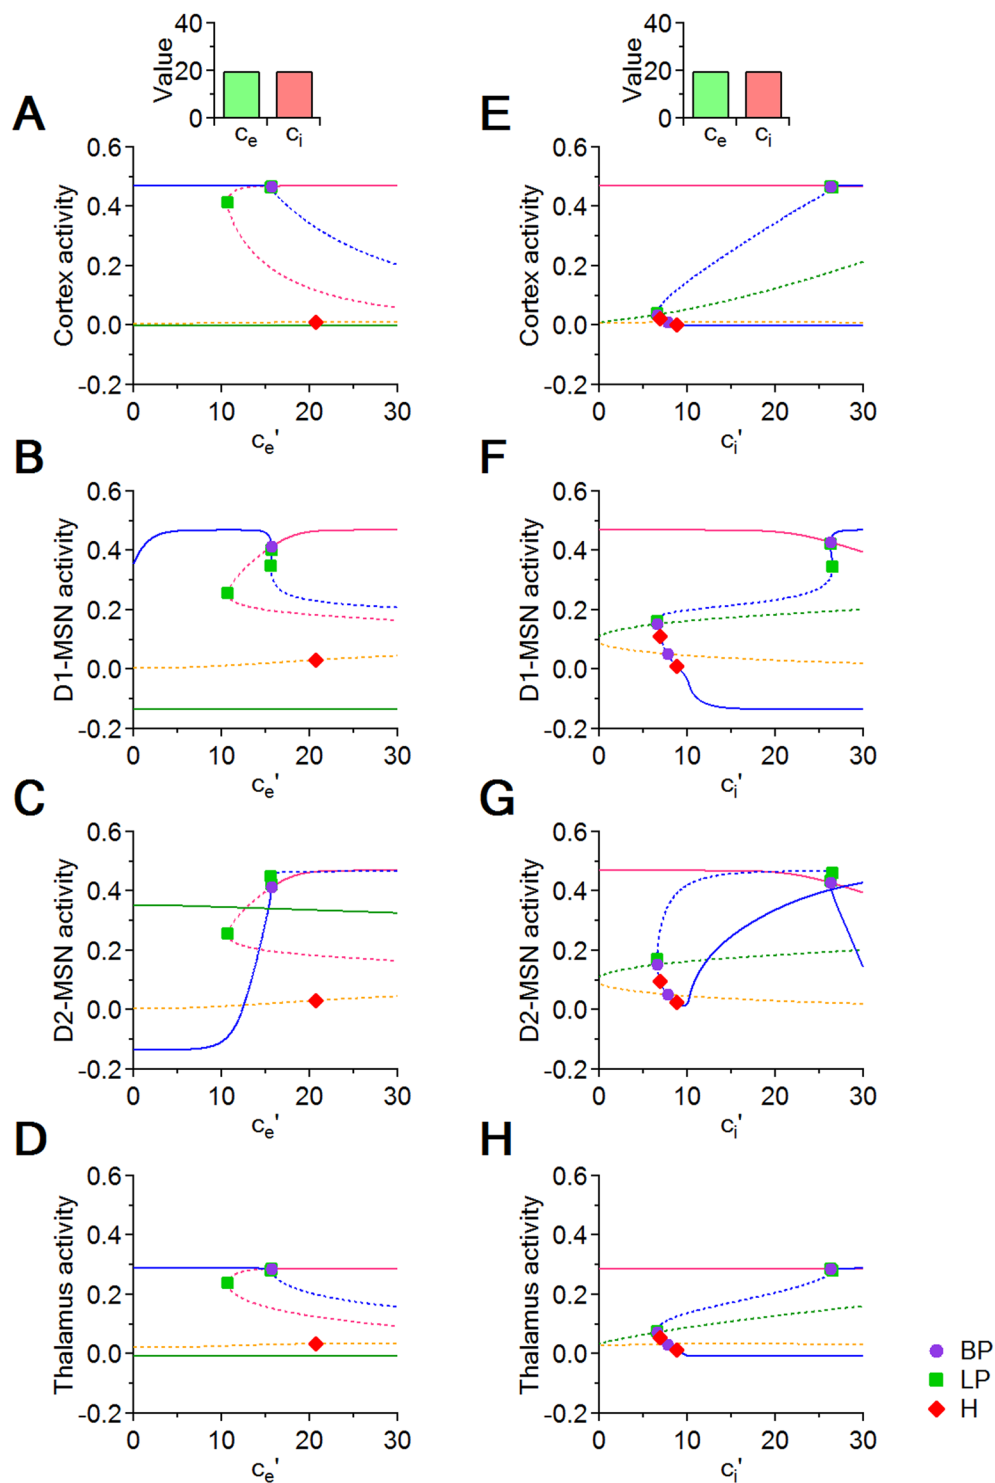 A
Value
40
20
0
ce ci
Cortex activity
0.6
0.4
0.2
0.0
-0.2
0 10 20 30
ce'
E
Value
40
20
0
ce ci
Cortex activity
0.6
0.4
0.2
0.0
-0.2
0 10 20 30
ci'
B
D1-MSN activity
0.6
0.4
0.2
0.0
-0.2
0 10 20 30
ce'
F
D1-MSN activity
0.6
0.4
0.2
0.0
-0.2
0 10 20 30
ci'
C
D2-MSN activity
0.6
0.4
0.2
0.0
-0.2
0 10 20 30
ce'
G
D2-MSN activity
0.6
0.4
0.2
0.0
-0.2
0 10 20 30
ci'
D
Thalamus activity
0.6
0.4
0.2
0.0
-0.2
0 10 20 30
ce'
H
Thalamus activity
0.6
0.4
0.2
0.0
-0.2
0 10 20 30
ci'
BP
LP
H